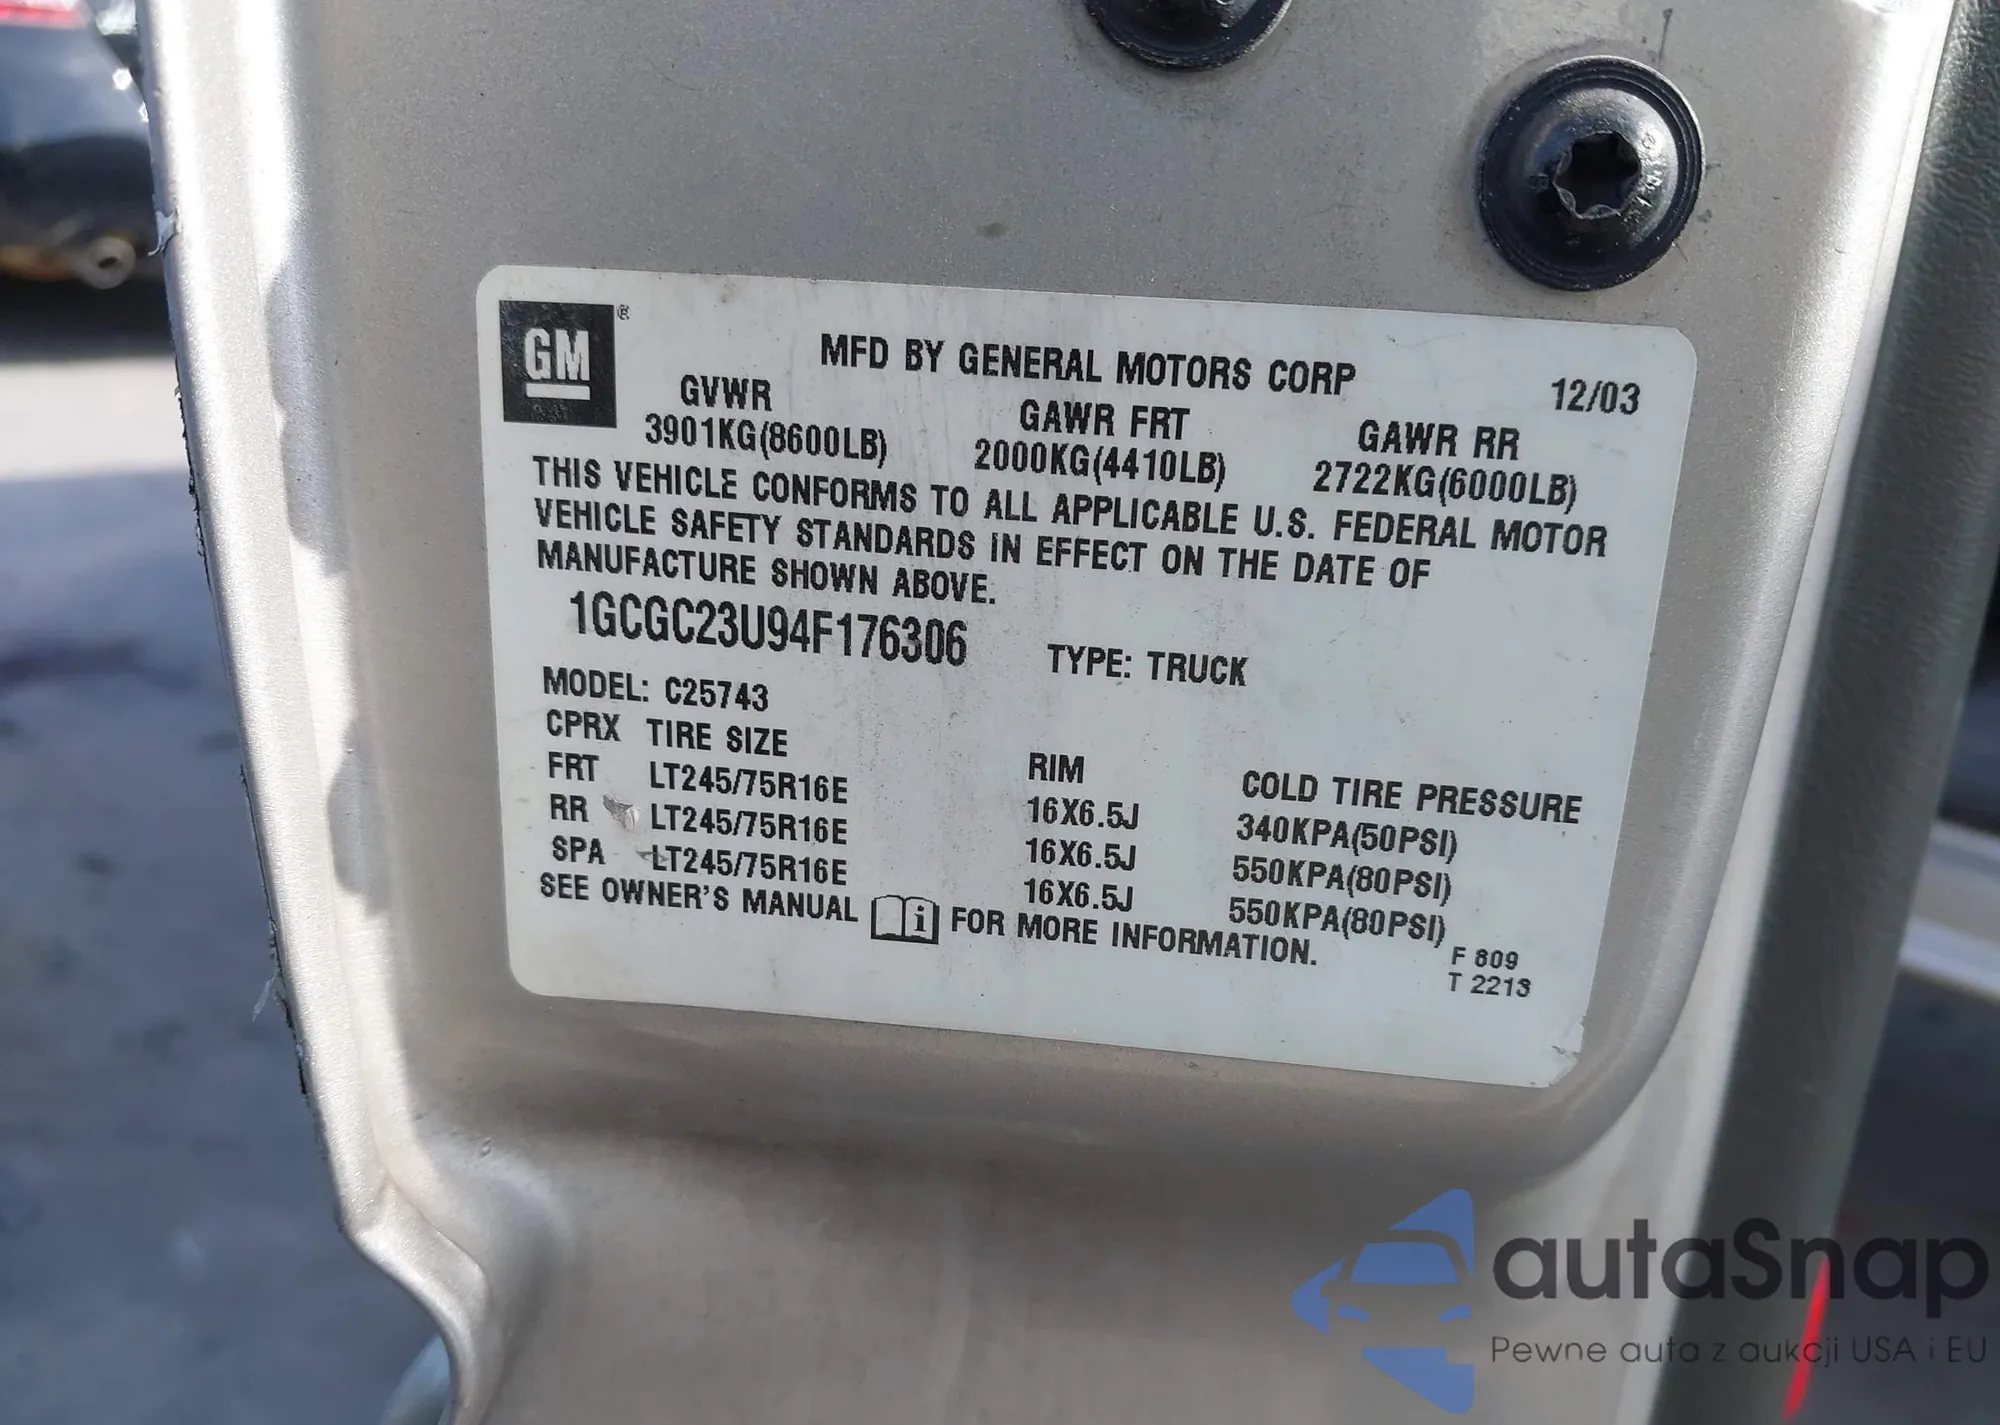 GM ®
MFD BY GENERAL MOTORS CORP 12/03
GVWR GAWR FRT GAWR RR
3901KG(8600LB) 2000KG(4410LB) 2722KG(6000LB)
THIS VEHICLE CONFORMS TO ALL APPLICABLE U.S. FEDERAL MOTOR
VEHICLE SAFETY STANDARDS IN EFFECT ON THE DATE OF
MANUFACTURE SHOWN ABOVE.
1GCGC23U94F176306 TYPE: TRUCK
MODEL: C25743
CPRX TIRE SIZE RIM COLD TIRE PRESSURE
FRT LT245/75R16E 16X6.5J 340KPA(50PSI)
RR LT245/75R16E 16X6.5J 550KPA(80PSI)
SPA LT245/75R16E 16X6.5J 550KPA(80PSI)
SEE OWNER'S MANUAL i FOR MORE INFORMATION.
F 809
T 2213
autaSnap
Pewne auta z aukcji USA i EU